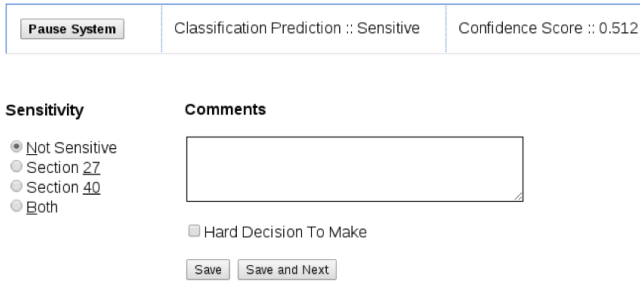 Pause System Classification Prediction :: Sensitive Confidence Score :: 0.512
Sensitivity Comments
Not Sensitive
Section 27
Section 40
Both
Hard Decision To Make
Save Save and Next